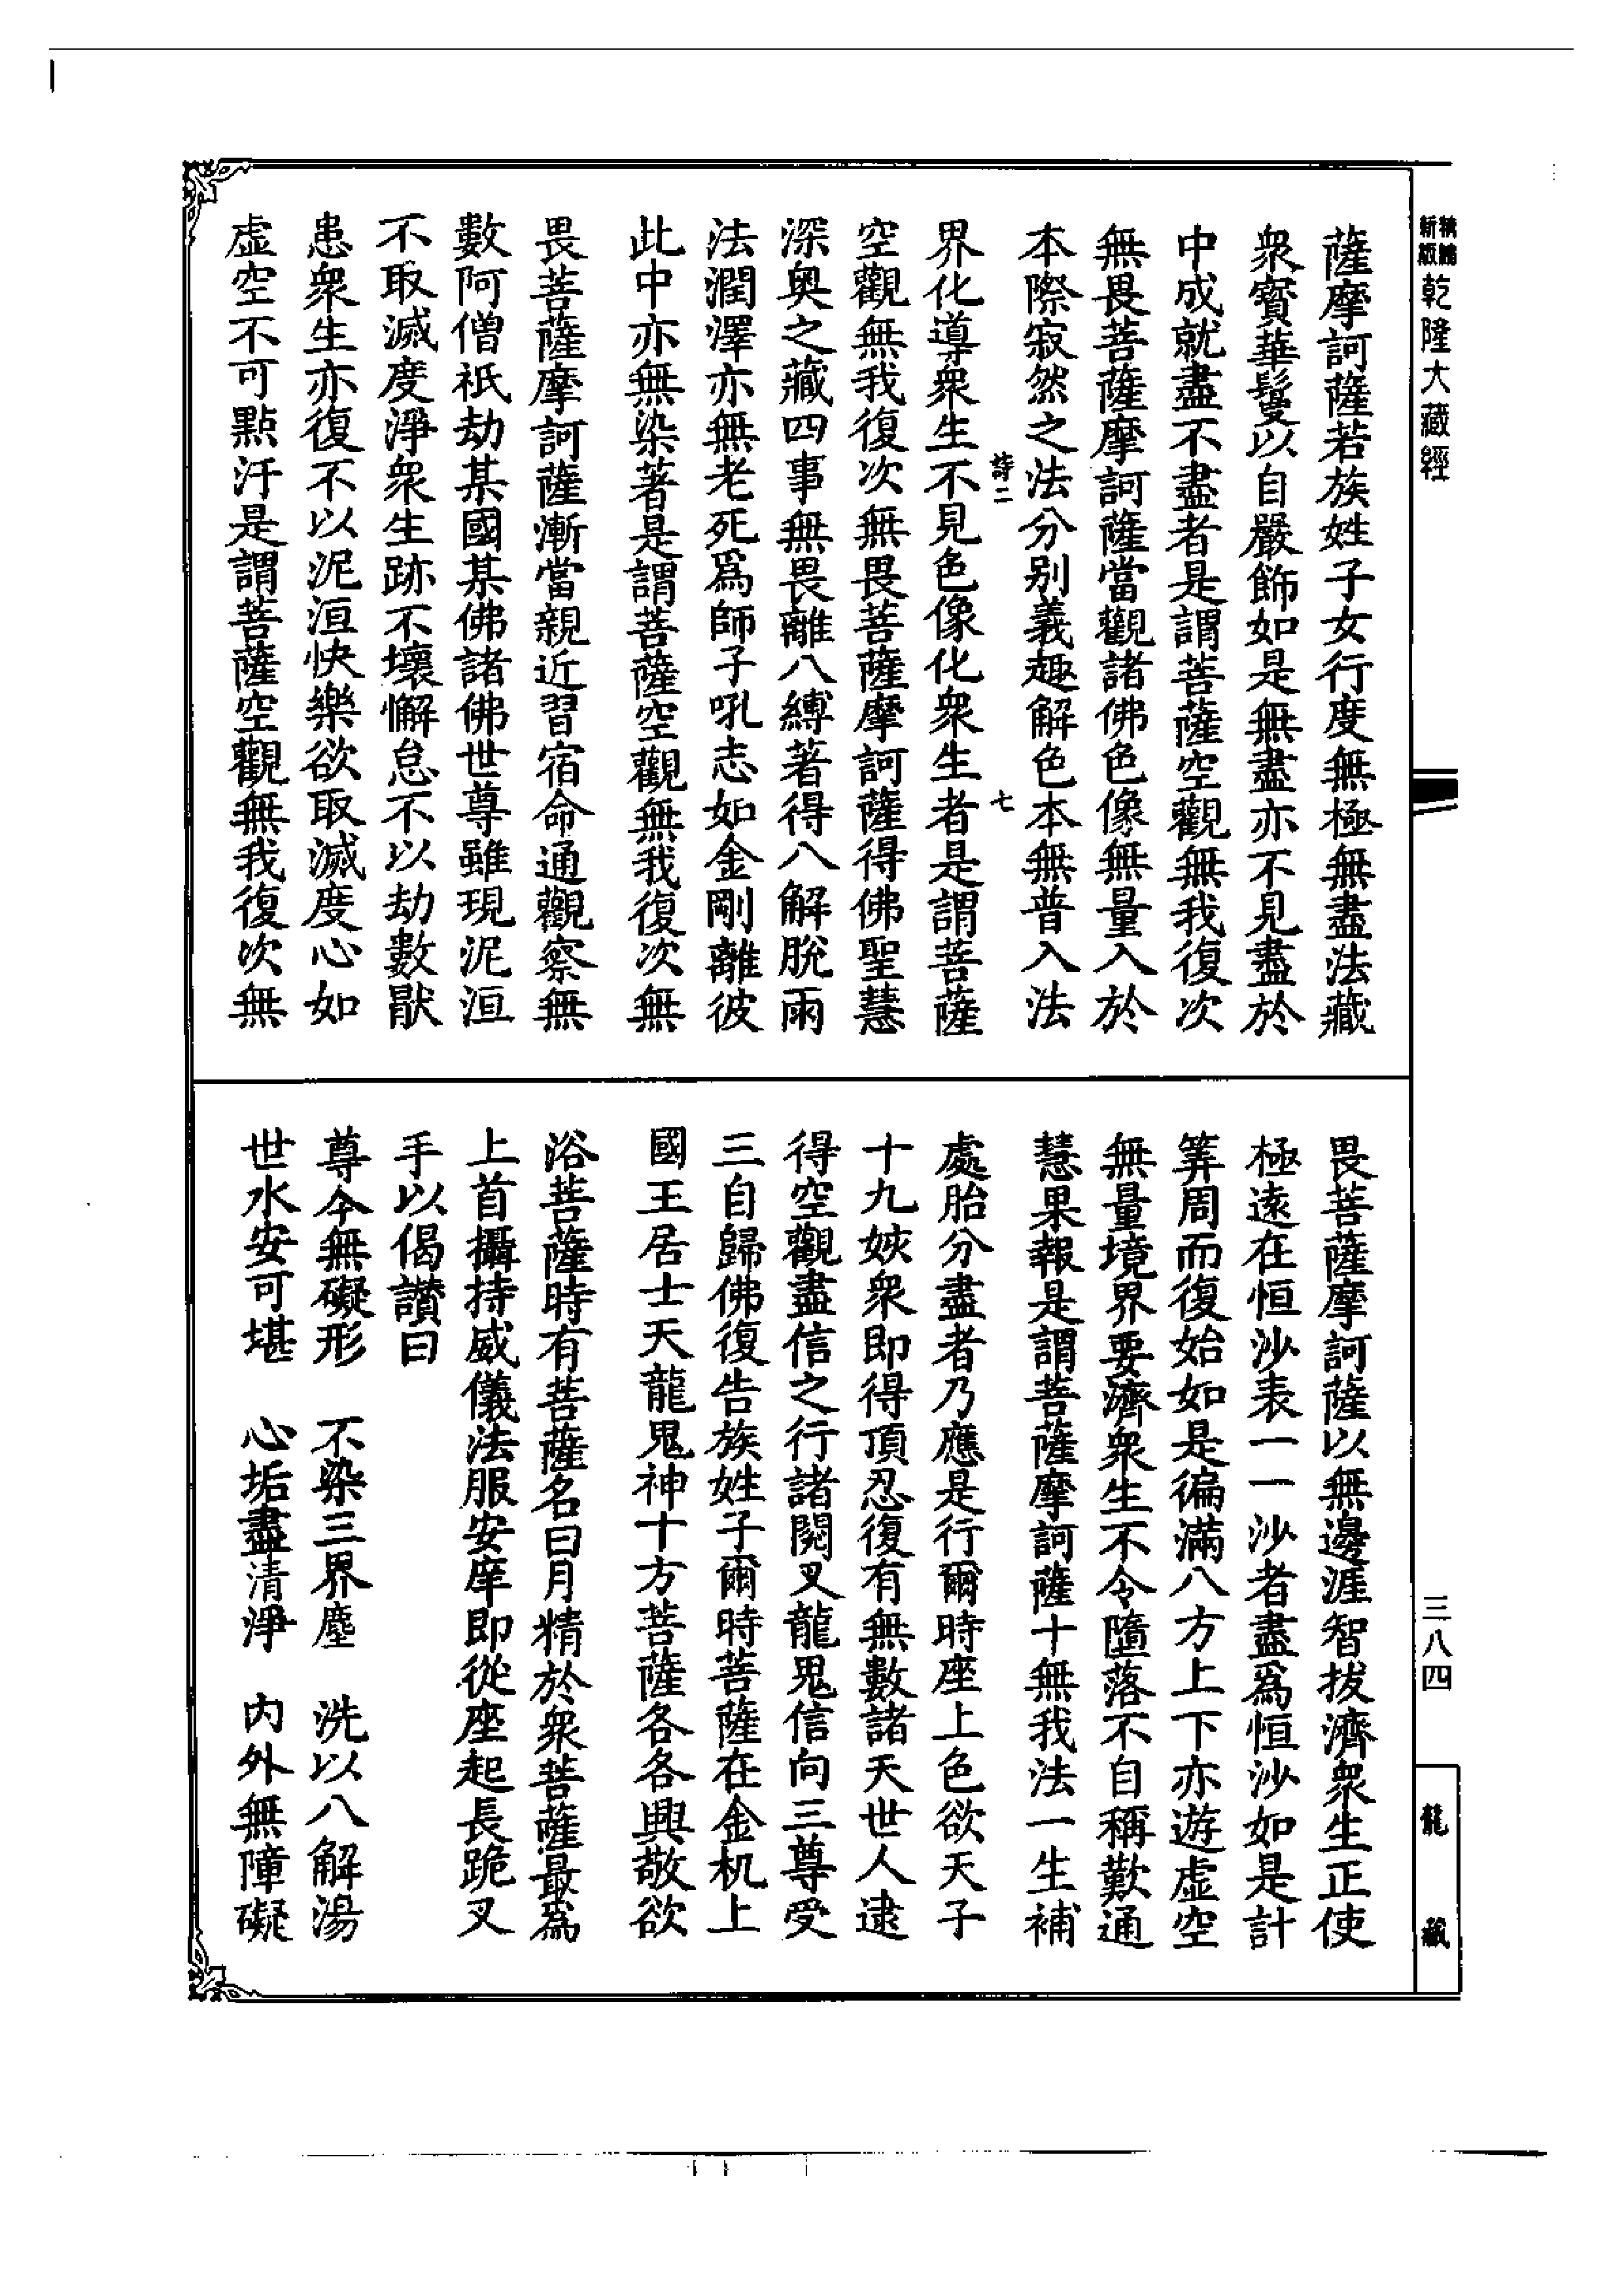 精縮新版乾隆大藏經
薩摩訶薩若族姓子女行度無極無盡法藏
衆寳華鬘以自嚴飾如是無盡亦不見盡於
中成就盡不盡者是謂菩薩空觀無我復次
無畏菩薩摩訶薩當觀諸佛色像無量入於
本際寂然之法分别義趣解色本無普入法
詩二 七
界化導衆生不見色像化衆生者是謂菩薩
空觀無我復次無畏菩薩摩訶薩得佛聖慧
深奥之藏四事無畏離八縛著得八解脫雨
法潤澤亦無老死爲師子吼志如金剛離彼
此中亦無染著是謂菩薩空觀無我復次無
畏菩薩摩訶薩漸當親近習宿命通觀察無
數阿僧祇劫某國某佛諸佛世尊雖現泥洹
不取滅度淨衆生跡不壞懈怠不以劫數猒
患衆生亦復不以泥洹快樂欲取滅度心如
虛空不可點汙是謂菩薩空觀無我復次無
畏菩薩摩訶薩以無邊涯智拔濟衆生正使
極遠在恒沙表一一沙者盡爲恒沙如是計
筭周而復始如是徧滿八方上下亦遊虛空
無量境界要濟衆生不令墮落不自稱歎通
慧果報是謂菩薩摩訶薩十無我法一生補
處胎分盡者乃應是行爾時座上色欲天子
十九姟衆即得頂忍復有無數諸天世人逮
得空觀盡信之行諸閱叉龍鬼信向三尊受
三自歸佛復告族姓子爾時菩薩在金机上
國王居士天龍鬼神十方菩薩各各興敬欲
浴菩薩時有菩薩名曰月精於衆菩薩最爲
上首攝持威儀法服安庠即從座起長跪叉
手以偈讃曰
尊今無礙形 不染三界塵 洗以八解湯
世水安可堪 心垢盡清淨 内外無障礙
三八四
龍藏